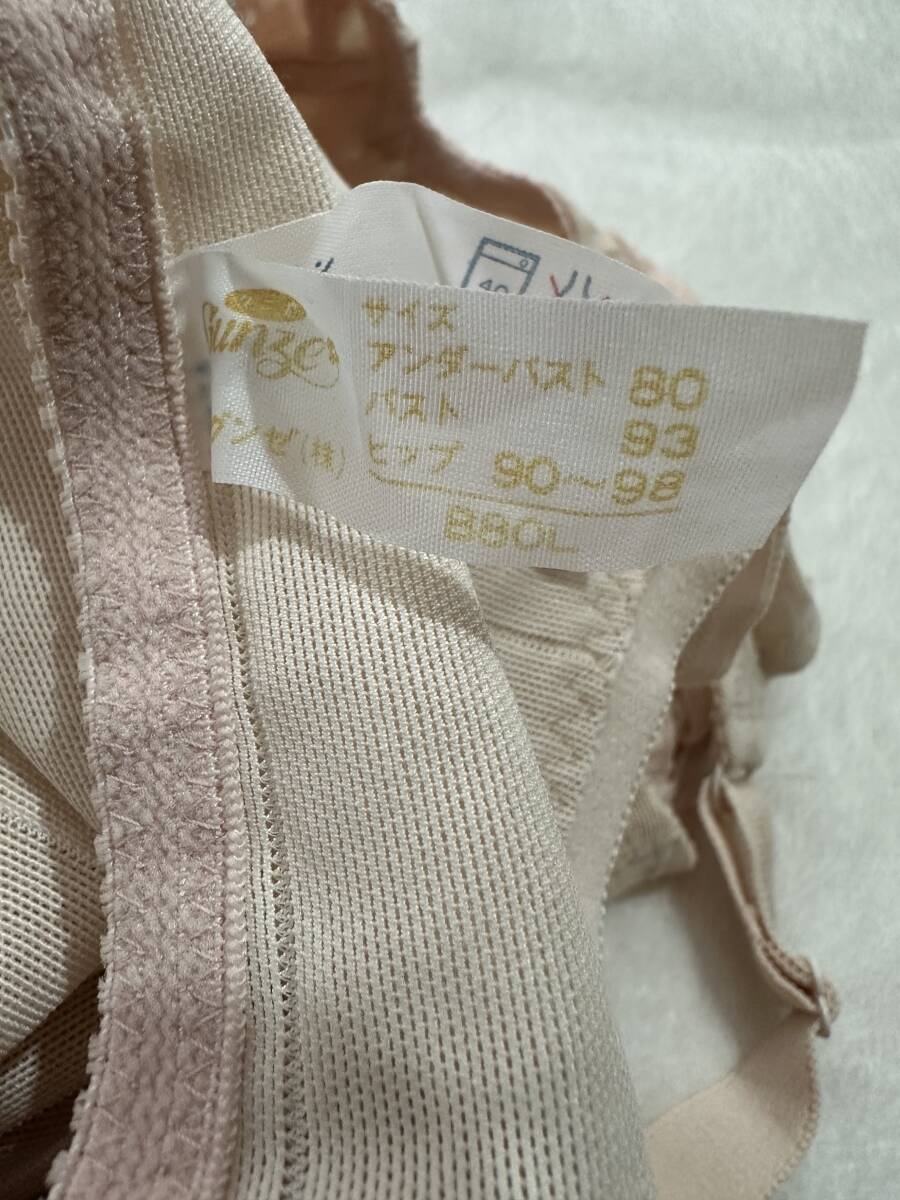 40
Gunze
グンゼ(株)
サイズ
アンダーバスト 80
バスト 93
ヒップ 90～98
B80L